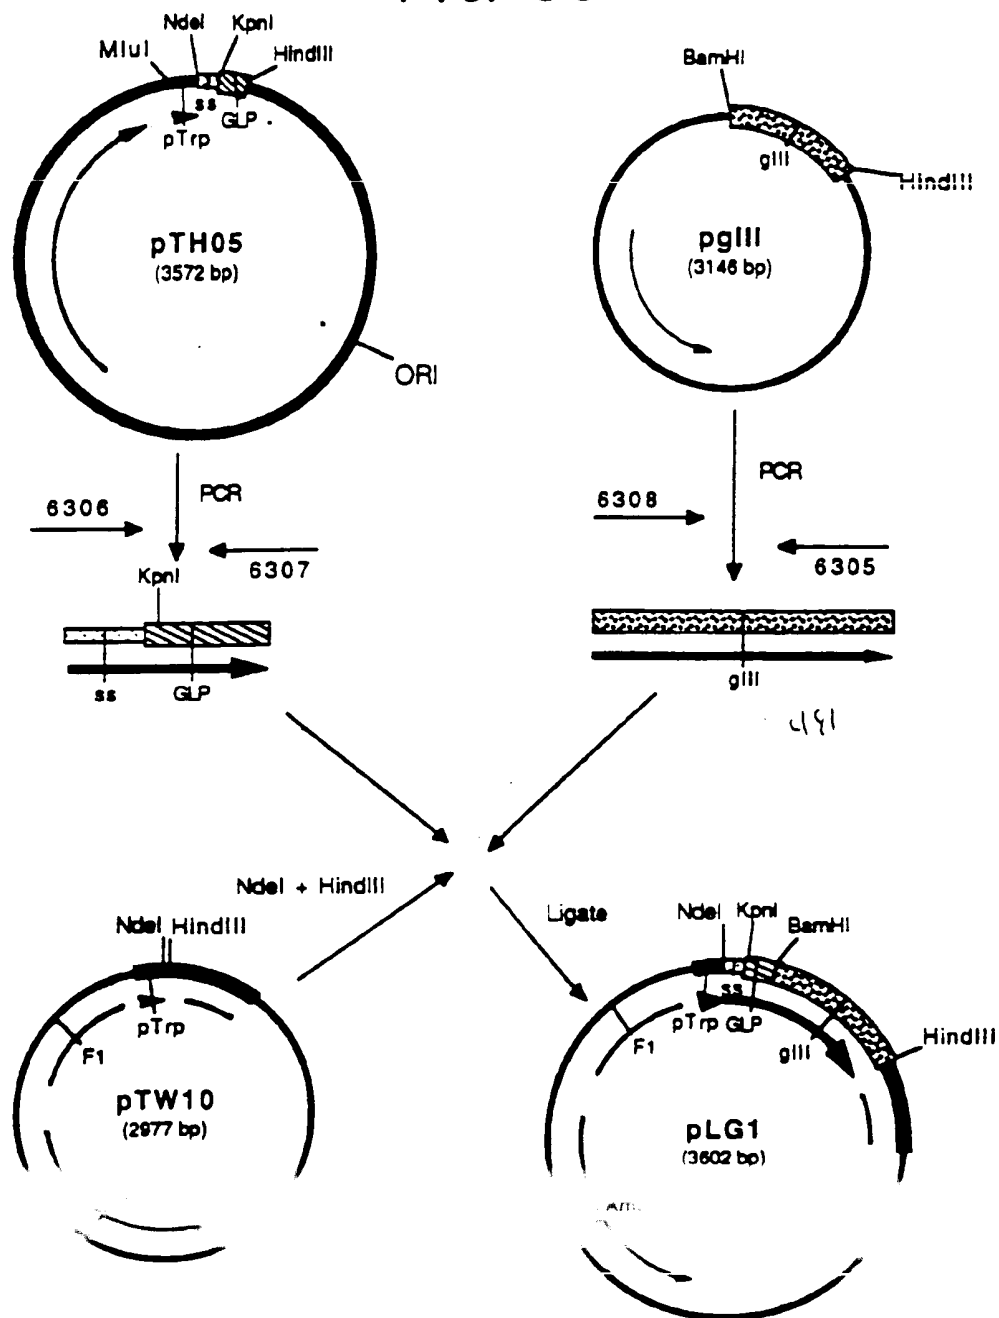 NdeI
KpnI
MluI
HindIII
ss
GLP
pTrp
pTH05
(3572 bp)
ORI
BamHI
gIII
HindIII
pgIII
(3146 bp)
PCR
6306
6307
KpnI
ss
GLP
PCR
6308
6305
gIII
NdeI + HindIII
Ligate
NdeI HindIII
pTrp
F1
pTW10
(2977 bp)
NdeI
KpnI
BamHI
ss
pTrp
GLP
F1
gIII
HindIII
pLG1
(3602 bp)